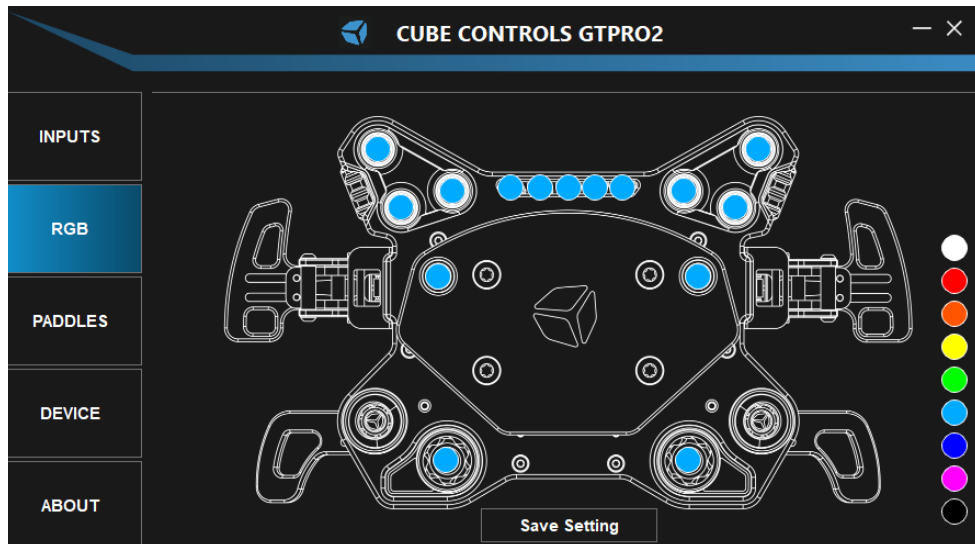 CUBE CONTROLS GTPRO2
INPUTS
RGB
PADDLES
DEVICE
ABOUT
Save Setting